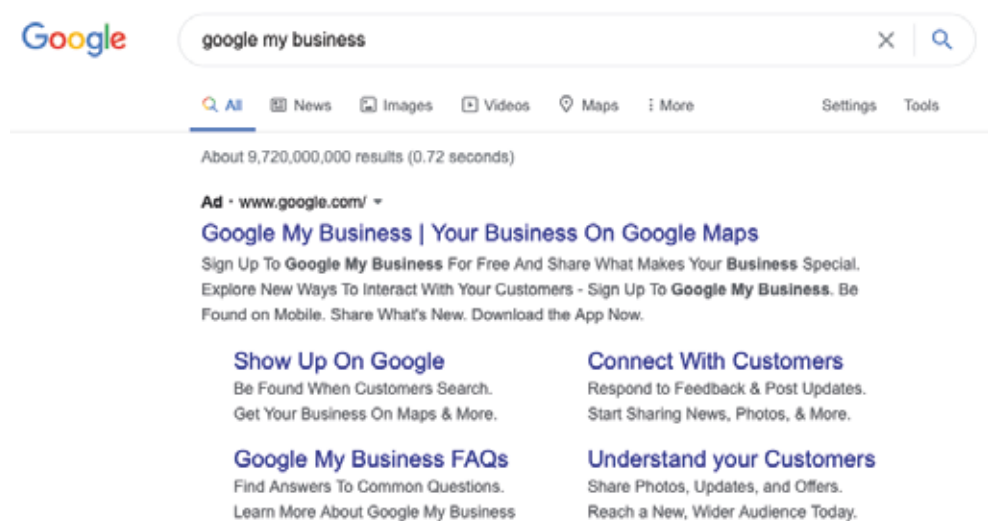 Google
google my business
All News Images Videos Maps More Settings Tools
About 9,720,000,000 results (0.72 seconds)
Ad · www.google.com/
Google My Business | Your Business On Google Maps
Sign Up To Google My Business For Free And Share What Makes Your Business Special.
Explore New Ways To Interact With Your Customers - Sign Up To Google My Business. Be
Found on Mobile. Share What's New. Download the App Now.
Show Up On Google
Be Found When Customers Search.
Get Your Business On Maps & More.
Connect With Customers
Respond to Feedback & Post Updates.
Start Sharing News, Photos, & More.
Google My Business FAQs
Find Answers To Common Questions.
Learn More About Google My Business
Understand your Customers
Share Photos, Updates, and Offers.
Reach a New, Wider Audience Today.